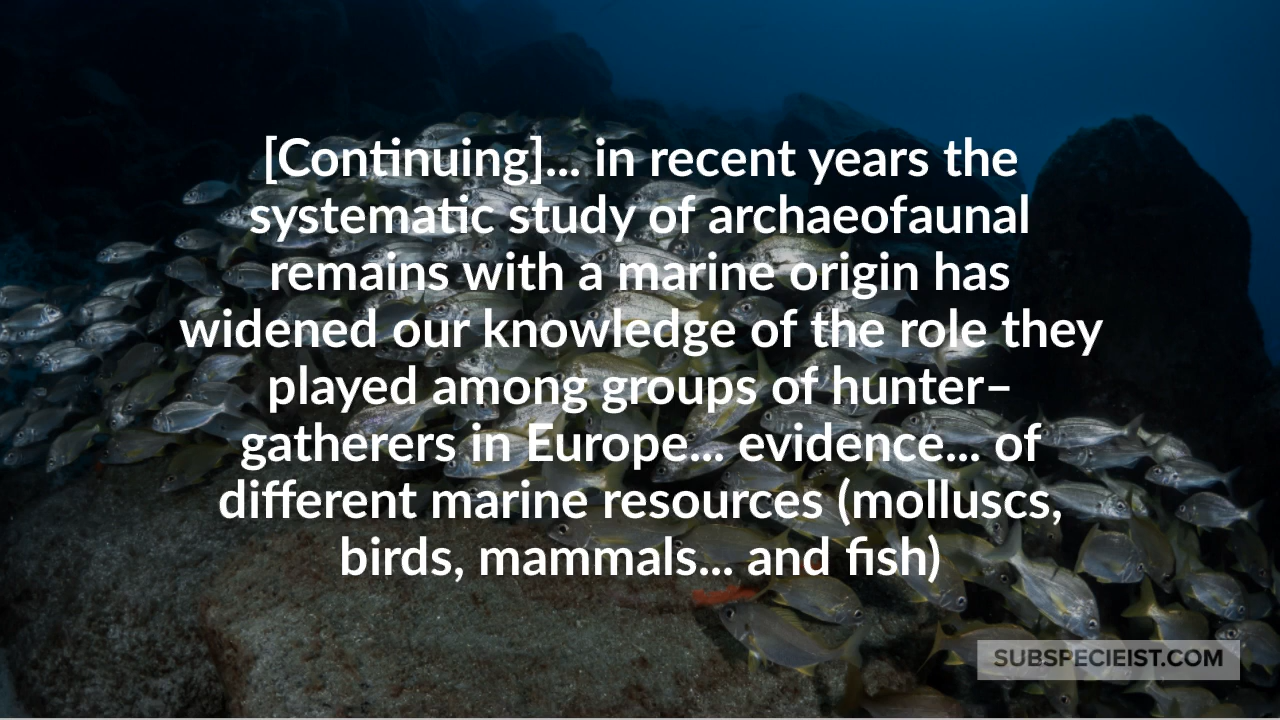 [Continuing]... in recent years the
systematic study of archaeofaunal
remains with a marine origin has
widened our knowledge of the role they
played among groups of hunter–
gatherers in Europe... evidence... of
different marine resources (molluscs,
birds, mammals... and fish)
SUBSPECIEIST.COM